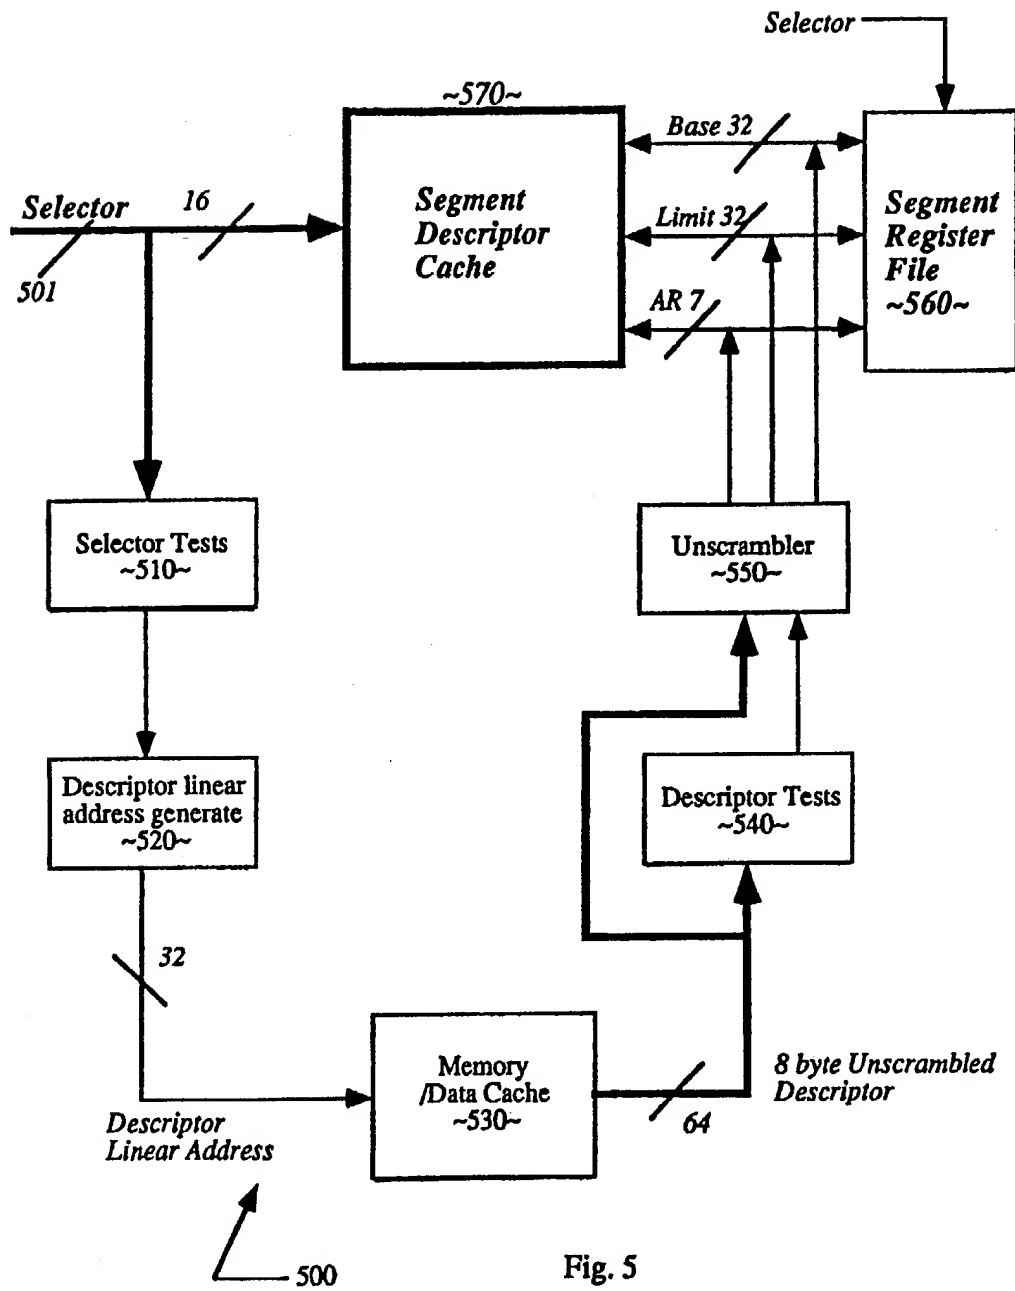 Selector
~570~
Base 32
Selector
16
Segment
Descriptor
Cache
Limit 32
Segment
Register
File
~560~
501
AR 7
Selector Tests
~510~
Unscrambler
~550~
Descriptor linear
address generate
~520~
Descriptor Tests
~540~
32
Memory
/Data Cache
~530~
8 byte Unscrambled
Descriptor
64
Descriptor
Linear Address
500
Fig. 5